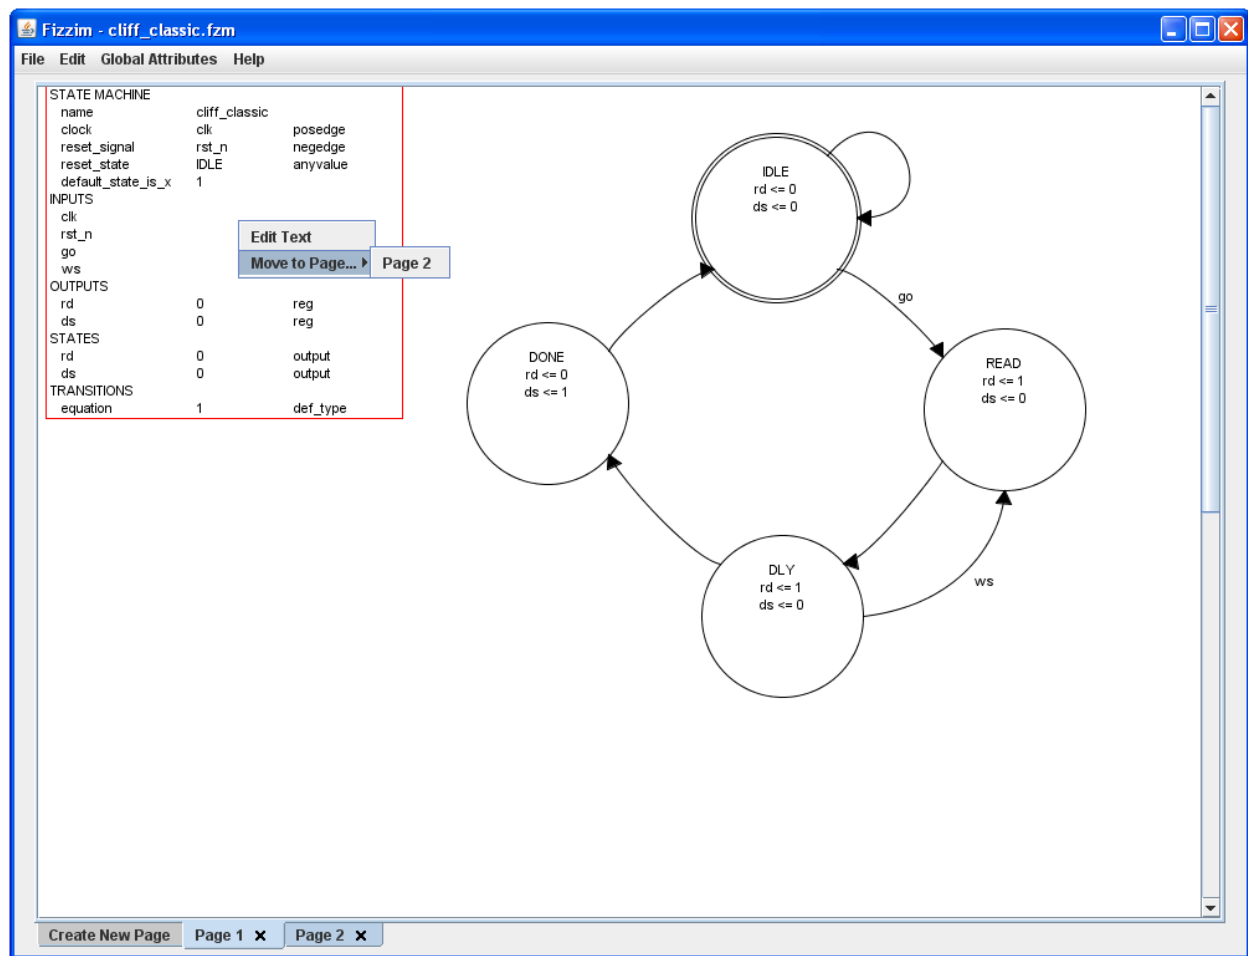 Fizzim - cliff_classic.fzm
File Edit Global Attributes Help
STATE MACHINE
name cliff_classic
clock clk posedge
reset_signal rst_n negedge
reset_state IDLE anyvalue
default_state_is_x 1
INPUTS
clk
rst_n
go
ws
OUTPUTS
rd 0 reg
ds 0 reg
STATES
rd 0 output
ds 0 output
TRANSITIONS
equation 1 def_type
Edit Text
Move to Page...
Page 2
IDLE
rd <= 0
ds <= 0
go
DONE
rd <= 0
ds <= 1
READ
rd <= 1
ds <= 0
DLY
rd <= 1
ds <= 0
ws
Create New Page Page 1 Page 2